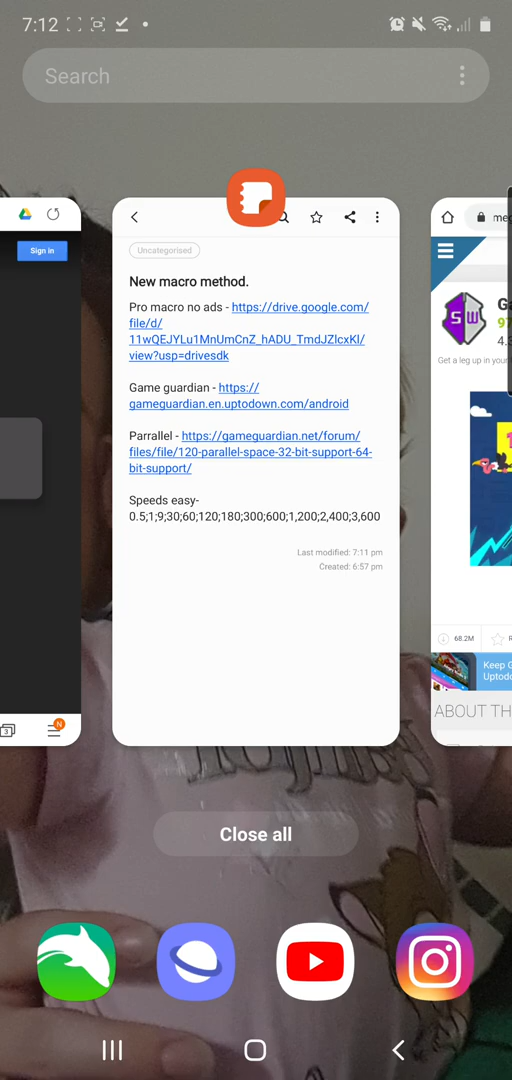 7:12
Search
Sign in
Uncategorised
New macro method.
Pro macro no ads - https://drive.google.com/
file/d/
11wQEJYLu1MnUmCnZ_hADU_TmdJZlcxKl/
view?usp=drivesdk
Game guardian - https://
gameguardian.en.uptodown.com/android
Parrallel - https://gameguardian.net/forum/
files/file/120-parallel-space-32-bit-support-64-
bit-support/
Speeds easy-
0.5;1;9;30;60;120;180;300;600;1,200;2,400;3,600
Last modified: 7:11 pm
Created: 6:57 pm
3
N
Get a leg up in your
68.2M
Keep
Uptod
ABOUT TH
Close all